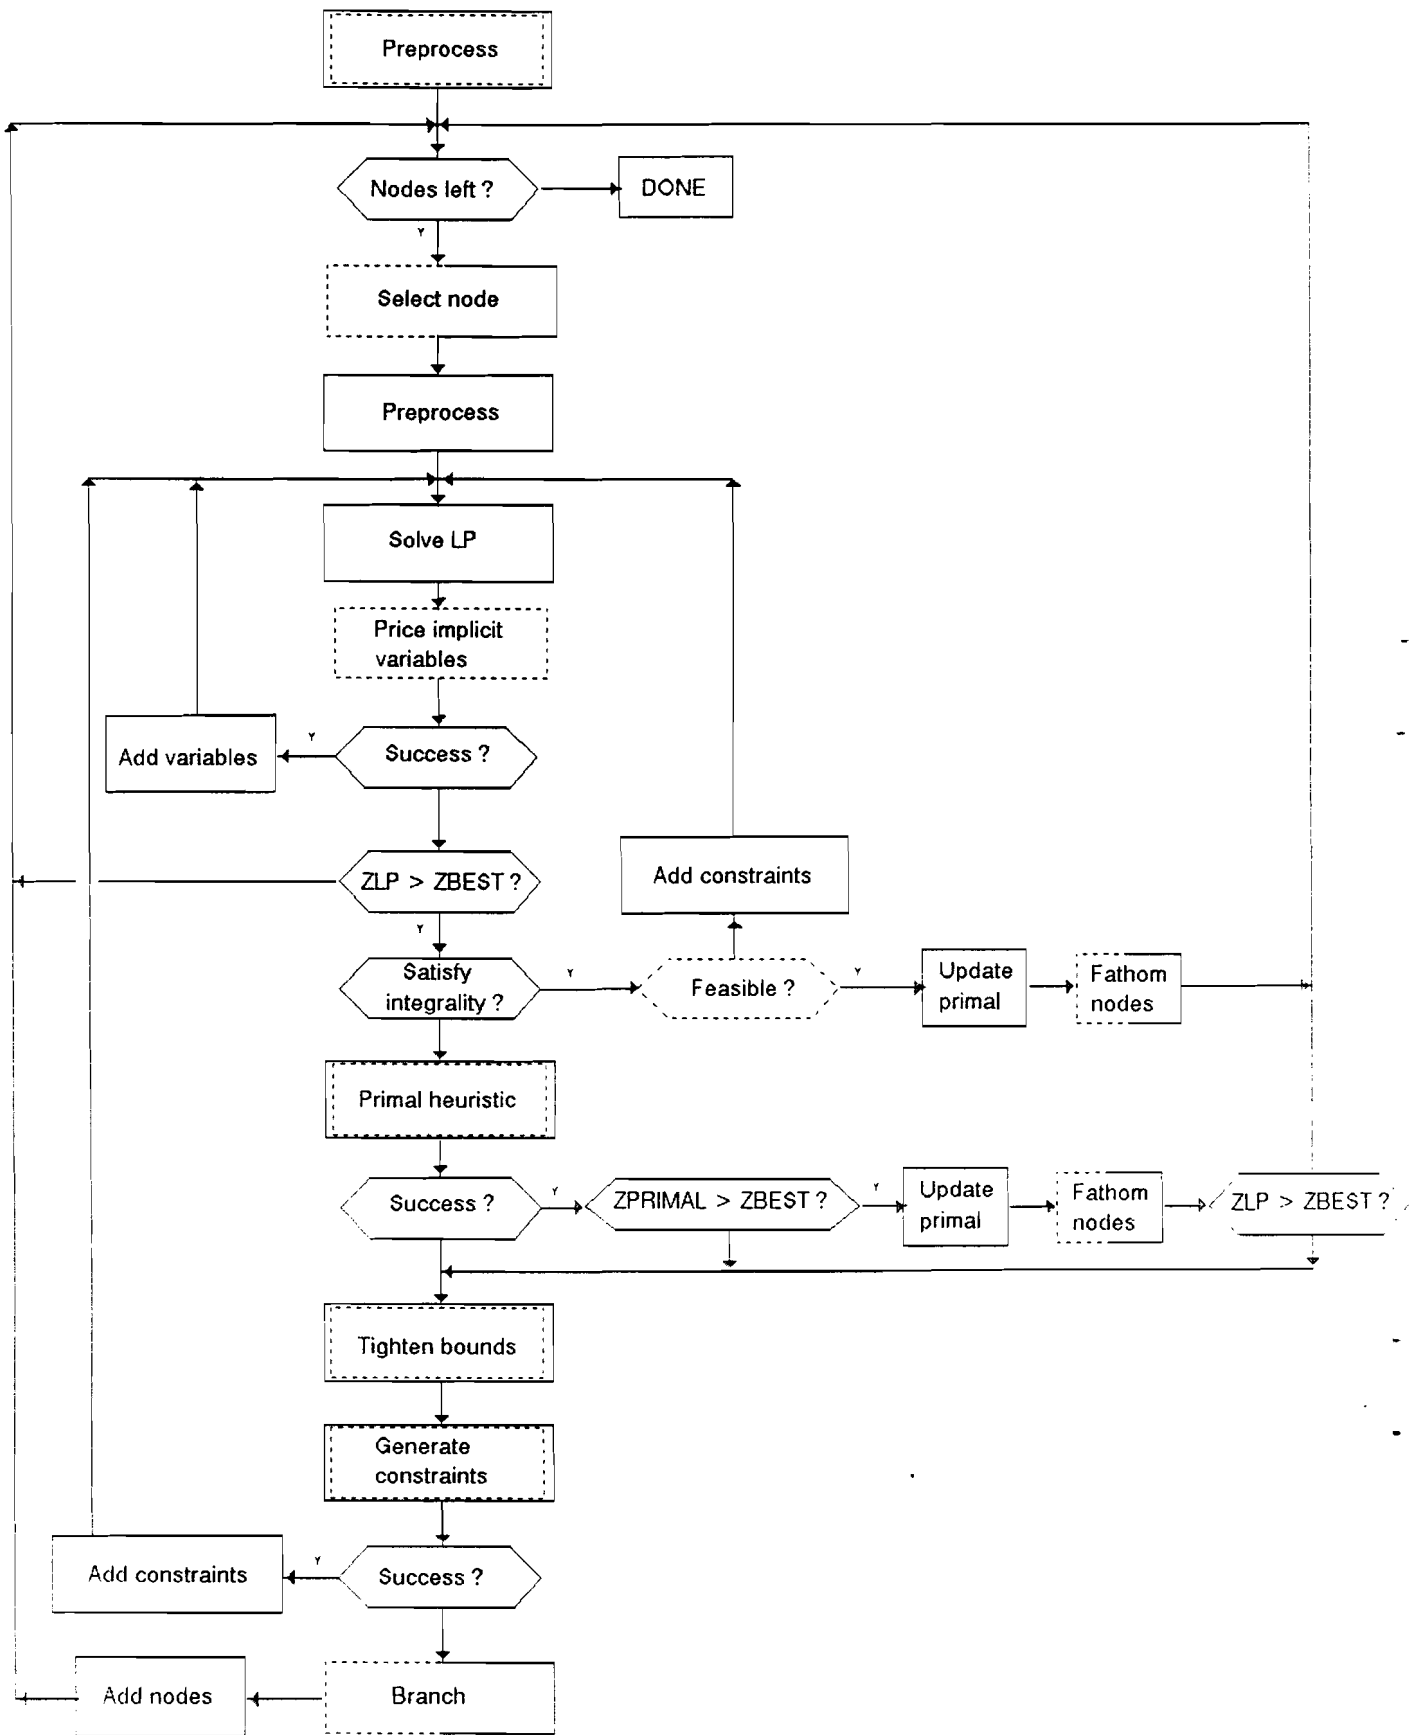 Preprocess
Nodes left ?
DONE
Y
Select node
Preprocess
Solve LP
Price implicit
variables
Y
Add variables
Success ?
ZLP > ZBEST ?
Add constraints
Y
Satisfy
integrality ?
Y
Feasible ?
Y
Update
primal
Fathom
nodes
Primal heuristic
Success ?
Y
ZPRIMAL > ZBEST ?
Y
Update
primal
Fathom
nodes
ZLP > ZBEST ?
Tighten bounds
Generate
constraints
Add constraints
Y
Success ?
Add nodes
Branch